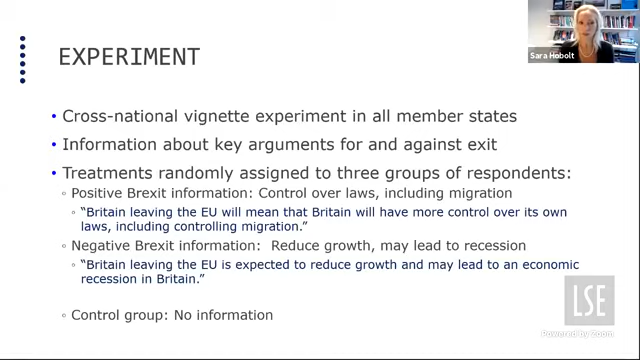 Sara Hobolt
EXPERIMENT
• Cross-national vignette experiment in all member states
• Information about key arguments for and against exit
• Treatments randomly assigned to three groups of respondents:
▫ Positive Brexit information: Control over laws, including migration
▫ “Britain leaving the EU will mean that Britain will have more control over its own
laws, including controlling migration.”
▫ Negative Brexit information: Reduce growth, may lead to recession
▫ “Britain leaving the EU is expected to reduce growth and may lead to an economic
recession in Britain.”
▫ Control group: No information
LSE
Powered by Zoom